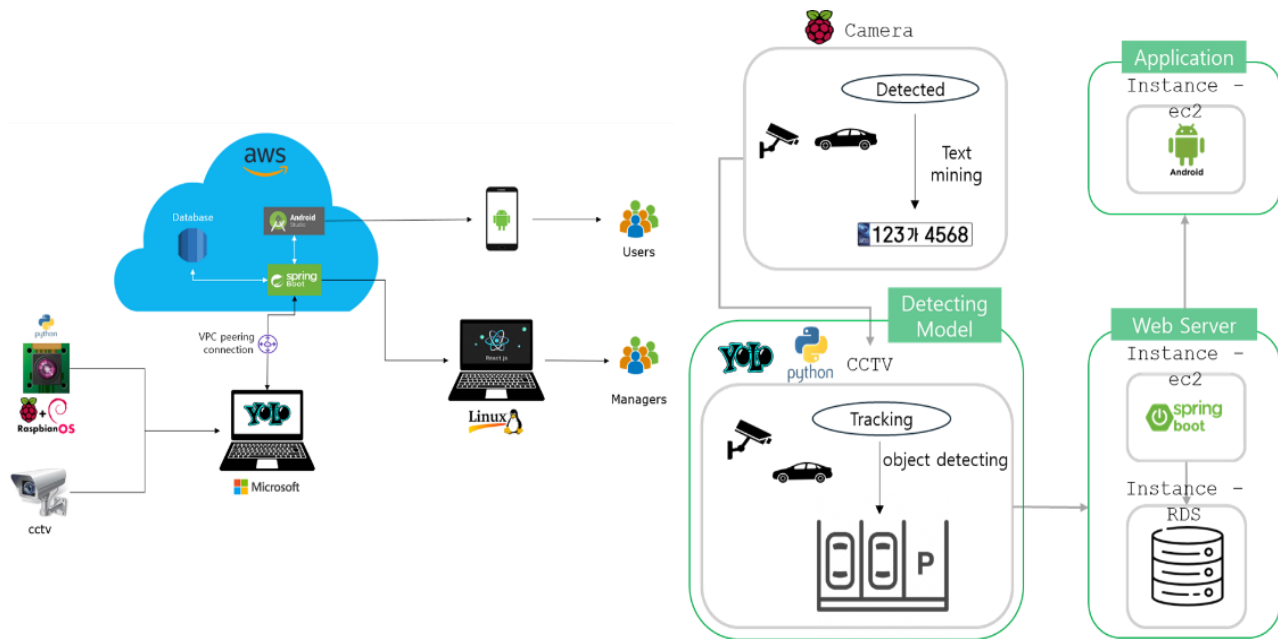 aws
Database
Android
Studio
spring
Boot
Users
VPC peering
connection
python
React.js
Managers
Linux
RaspbianOS
YOLO
Microsoft
cctv
Camera
Detected
Text
mining
123가 4568
Detecting
Model
YOLO
python
CCTV
Tracking
object detecting
P
Application
Instance -
ec2
Android
Web Server
Instance -
ec2
spring
boot
Instance -
RDS